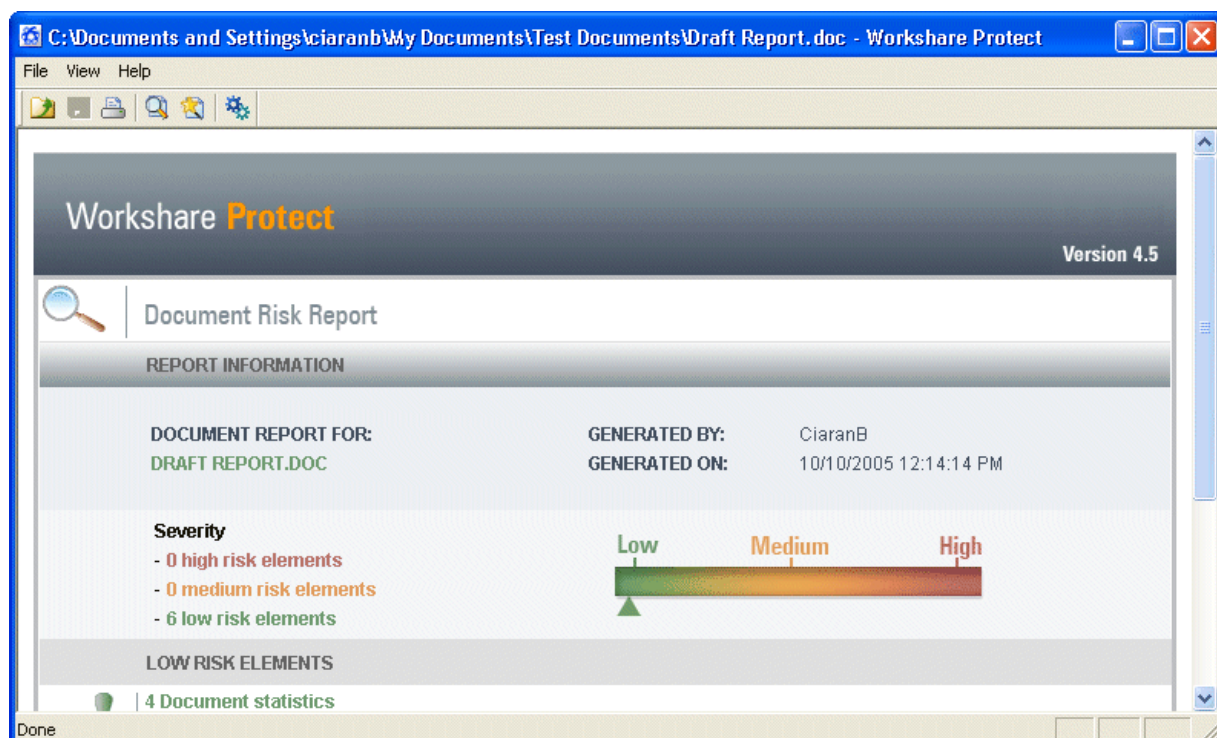 C:\Documents and Settings\ciaranb\My Documents\Test Documents\Draft Report.doc - Workshare Protect
File View Help
Workshare Protect
Version 4.5
Document Risk Report
REPORT INFORMATION
DOCUMENT REPORT FOR:
DRAFT REPORT.DOC
GENERATED BY: CiaranB
GENERATED ON: 10/10/2005 12:14:14 PM
Severity
- 0 high risk elements
- 0 medium risk elements
- 6 low risk elements
Low Medium High
LOW RISK ELEMENTS
4 Document statistics
Done